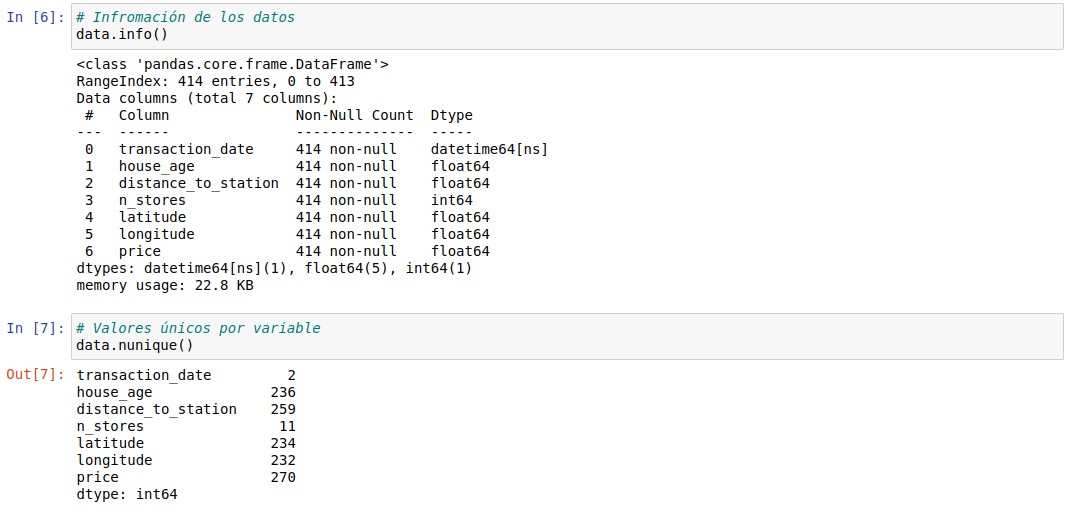 In [6]: # Infromación de los datos
data.info()
<class 'pandas.core.frame.DataFrame'>
RangeIndex: 414 entries, 0 to 413
Data columns (total 7 columns):
 #   Column               Non-Null Count  Dtype
---  ------               --------------  -----
 0   transaction_date     414 non-null    datetime64[ns]
 1   house_age            414 non-null    float64
 2   distance_to_station  414 non-null    float64
 3   n_stores             414 non-null    int64
 4   latitude             414 non-null    float64
 5   longitude            414 non-null    float64
 6   price                414 non-null    float64
dtypes: datetime64[ns](1), float64(5), int64(1)
memory usage: 22.8 KB
In [7]: # Valores únicos por variable
data.nunique()
Out[7]: transaction_date         2
house_age              236
distance_to_station    259
n_stores                11
latitude               234
longitude              232
price                  270
dtype: int64